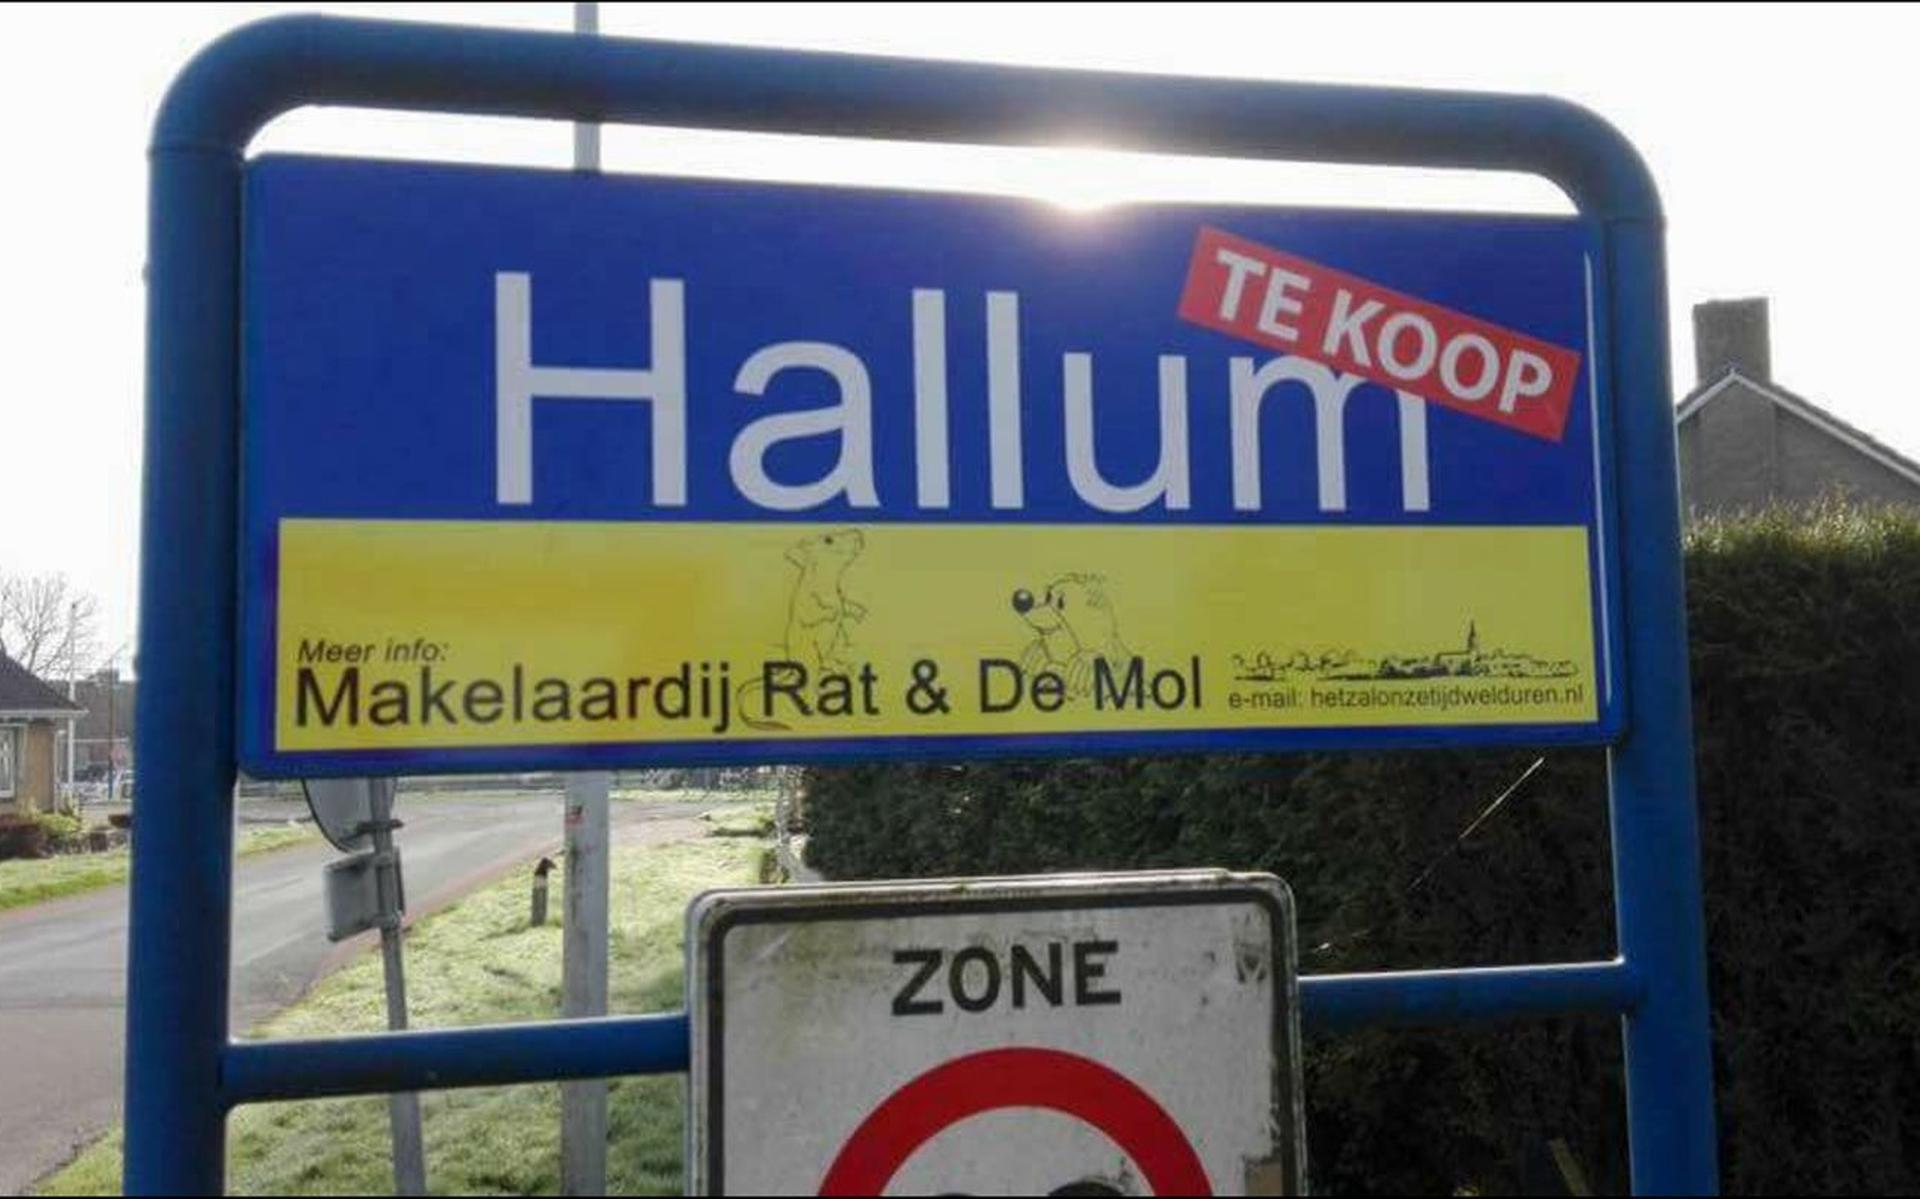 Hallum
TE KOOP
Meer info:
Makelaardij Rat & De Mol
e-mail: hetzalonzetijdwelduren.nl
ZONE